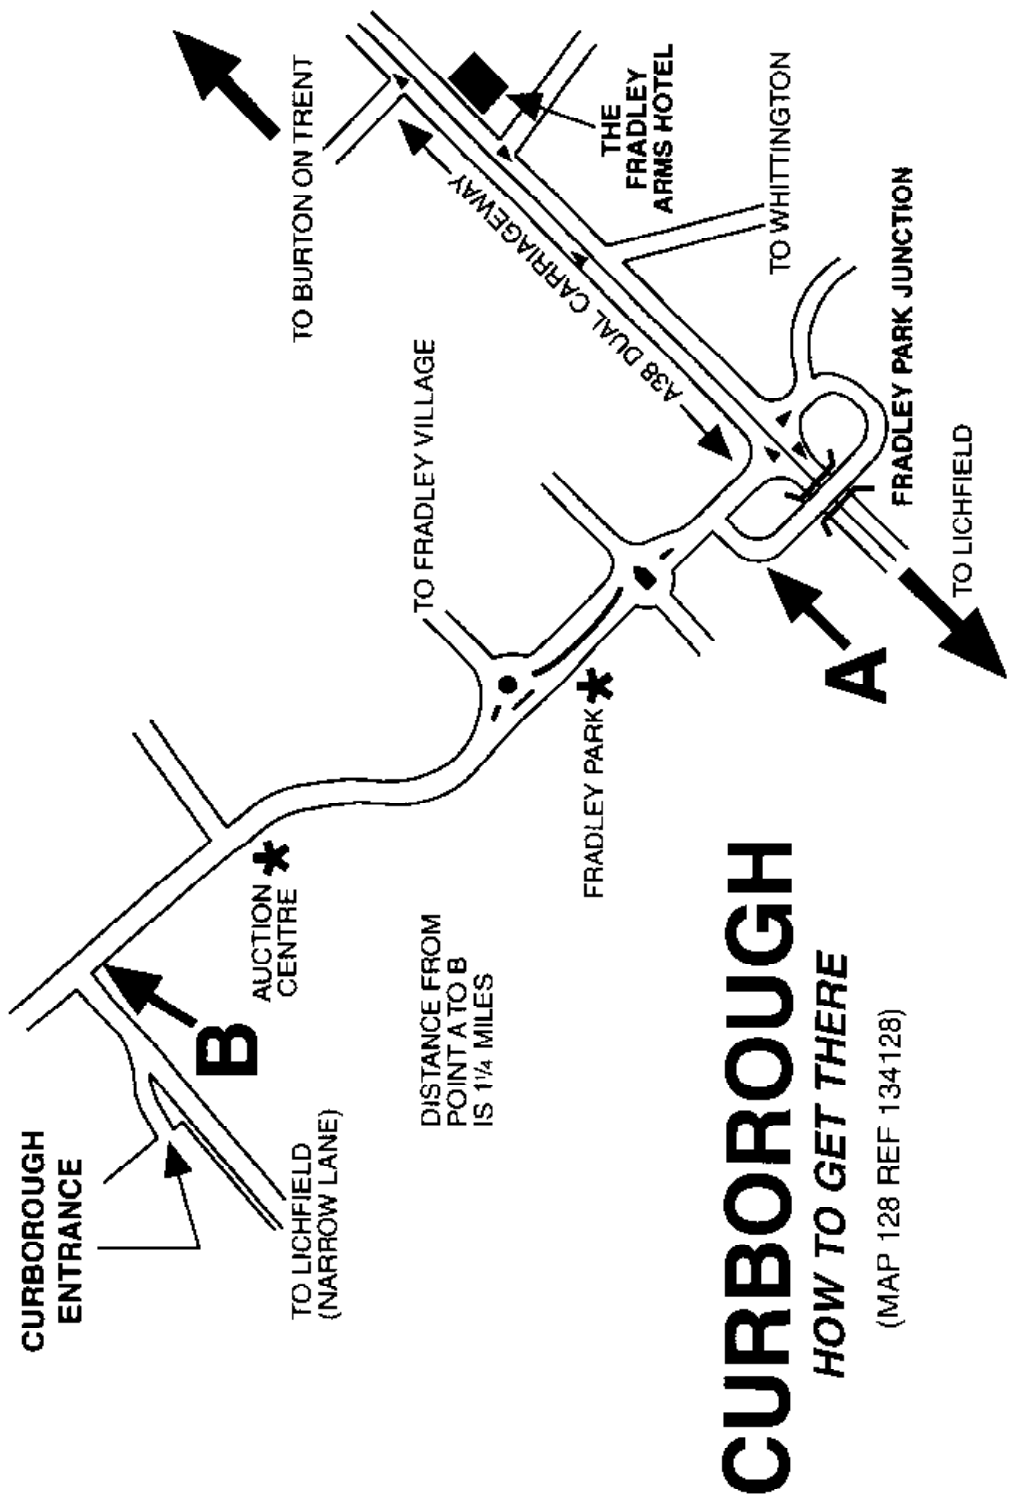 CURBOROUGH
ENTRANCE
TO LICHFIELD
(NARROW LANE)
B
AUCTION
CENTRE
DISTANCE FROM
POINT A TO B
IS 1¼ MILES
FRADLEY PARK
TO FRADLEY VILLAGE
TO BURTON ON TRENT
A38 DUAL CARRIAGEWAY
THE
FRADLEY
ARMS HOTEL
TO WHITTINGTON
FRADLEY PARK JUNCTION
TO LICHFIELD
A
CURBOROUGH
HOW TO GET THERE
(MAP 128 REF 134128)